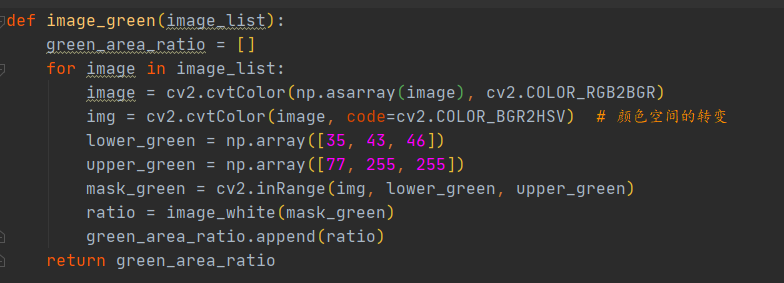 def image_green(image_list):
    green_area_ratio = []
    for image in image_list:
        image = cv2.cvtColor(np.asarray(image), cv2.COLOR_RGB2BGR)
        img = cv2.cvtColor(image, code=cv2.COLOR_BGR2HSV)  # 颜色空间的转变
        lower_green = np.array([35, 43, 46])
        upper_green = np.array([77, 255, 255])
        mask_green = cv2.inRange(img, lower_green, upper_green)
        ratio = image_white(mask_green)
        green_area_ratio.append(ratio)
    return green_area_ratio